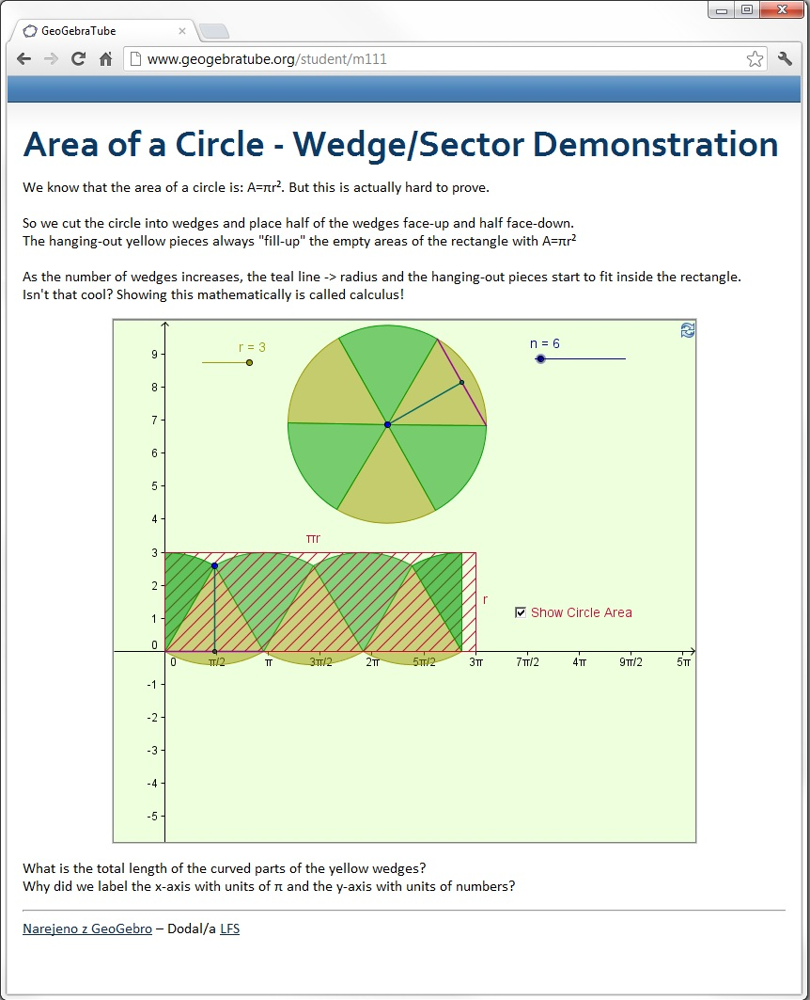 GeoGebraTube
www.geogebratube.org/student/m111
Area of a Circle - Wedge/Sector Demonstration
We know that the area of a circle is: A=πr². But this is actually hard to prove.
So we cut the circle into wedges and place half of the wedges face-up and half face-down.
The hanging-out yellow pieces always "fill-up" the empty areas of the rectangle with A=πr²
As the number of wedges increases, the teal line -> radius and the hanging-out pieces start to fit inside the rectangle.
Isn't that cool? Showing this mathematically is called calculus!
r = 3
n = 6
9
8
7
6
5
4
πr
3
2
r
Show Circle Area
1
0
0 π/2 π 3π/2 2π 5π/2 3π 7π/2 4π 9π/2 5π
-1
-2
-3
-4
-5
What is the total length of the curved parts of the yellow wedges?
Why did we label the x-axis with units of π and the y-axis with units of numbers?
Narejeno z GeoGebro – Dodal/a LFS